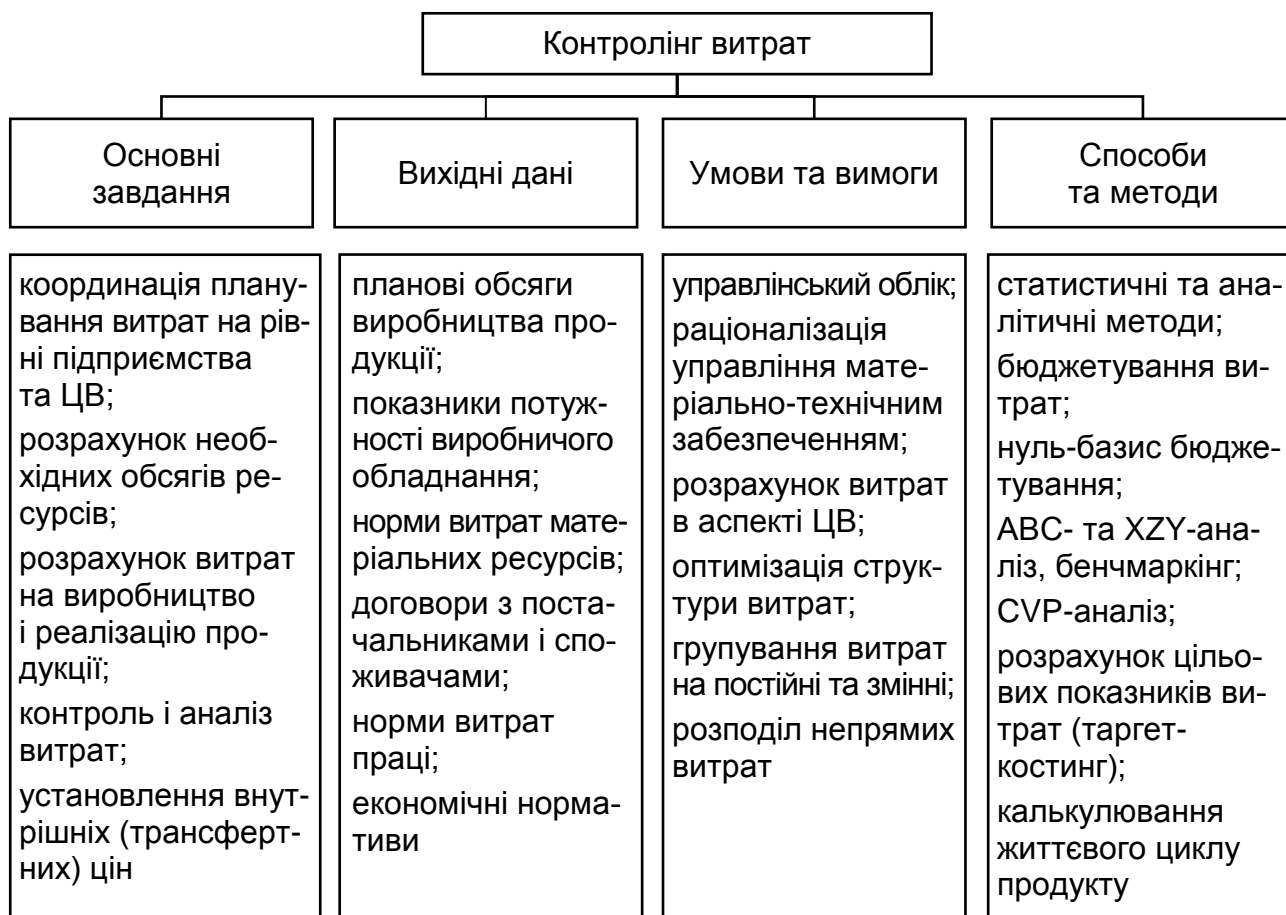 Контролінг витрат
Основні
завдання
Вихідні дані
Умови та вимоги
Способи
та методи
координація плану-
вання витрат на рів-
ні підприємства
та ЦВ;
розрахунок необ-
хідних обсягів ре-
сурсів;
розрахунок витрат
на виробництво
і реалізацію про-
дукції;
контроль і аналіз
витрат;
установлення внут-
рішніх (трансферт-
них) цін
планові обсяги
виробництва про-
дукції;
показники потуж-
ності виробничого
обладнання;
норми витрат мате-
ріальних ресурсів;
договори з поста-
чальниками і спо-
живачами;
норми витрат
праці;
економічні норма-
тиви
управлінський облік;
раціоналізація
управління мате-
ріально-технічним
забезпеченням;
розрахунок витрат
в аспекті ЦВ;
оптимізація струк-
тури витрат;
групування витрат
на постійні та змінні;
розподіл непрямих
витрат
статистичні та ана-
літичні методи;
бюджетування ви-
трат;
нуль-базис бюдже-
тування;
ABC- та XZY-ана-
ліз, бенчмаркінг;
CVP-аналіз;
розрахунок цільо-
вих показників ви-
трат (таргет-
костинг);
калькулювання
життєвого циклу
продукту